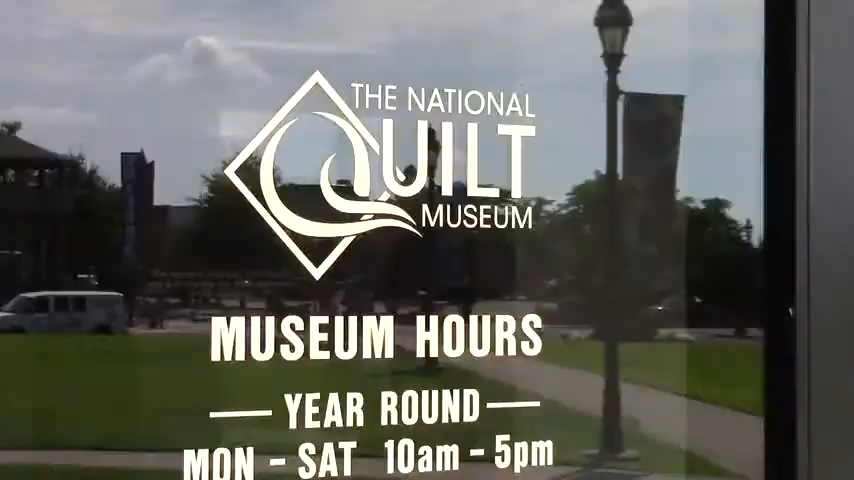 THE NATIONAL
QUILT
MUSEUM
MUSEUM HOURS
— YEAR ROUND —
MON – SAT 10am – 5pm